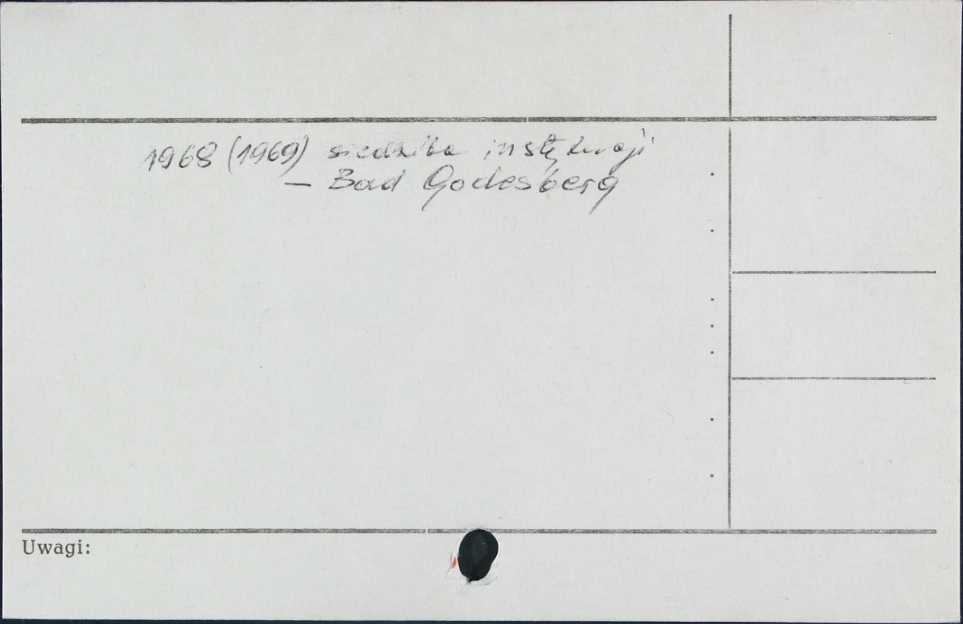 1968 (1969) siedziba instytucji
– Bad Godesberg
Uwagi: